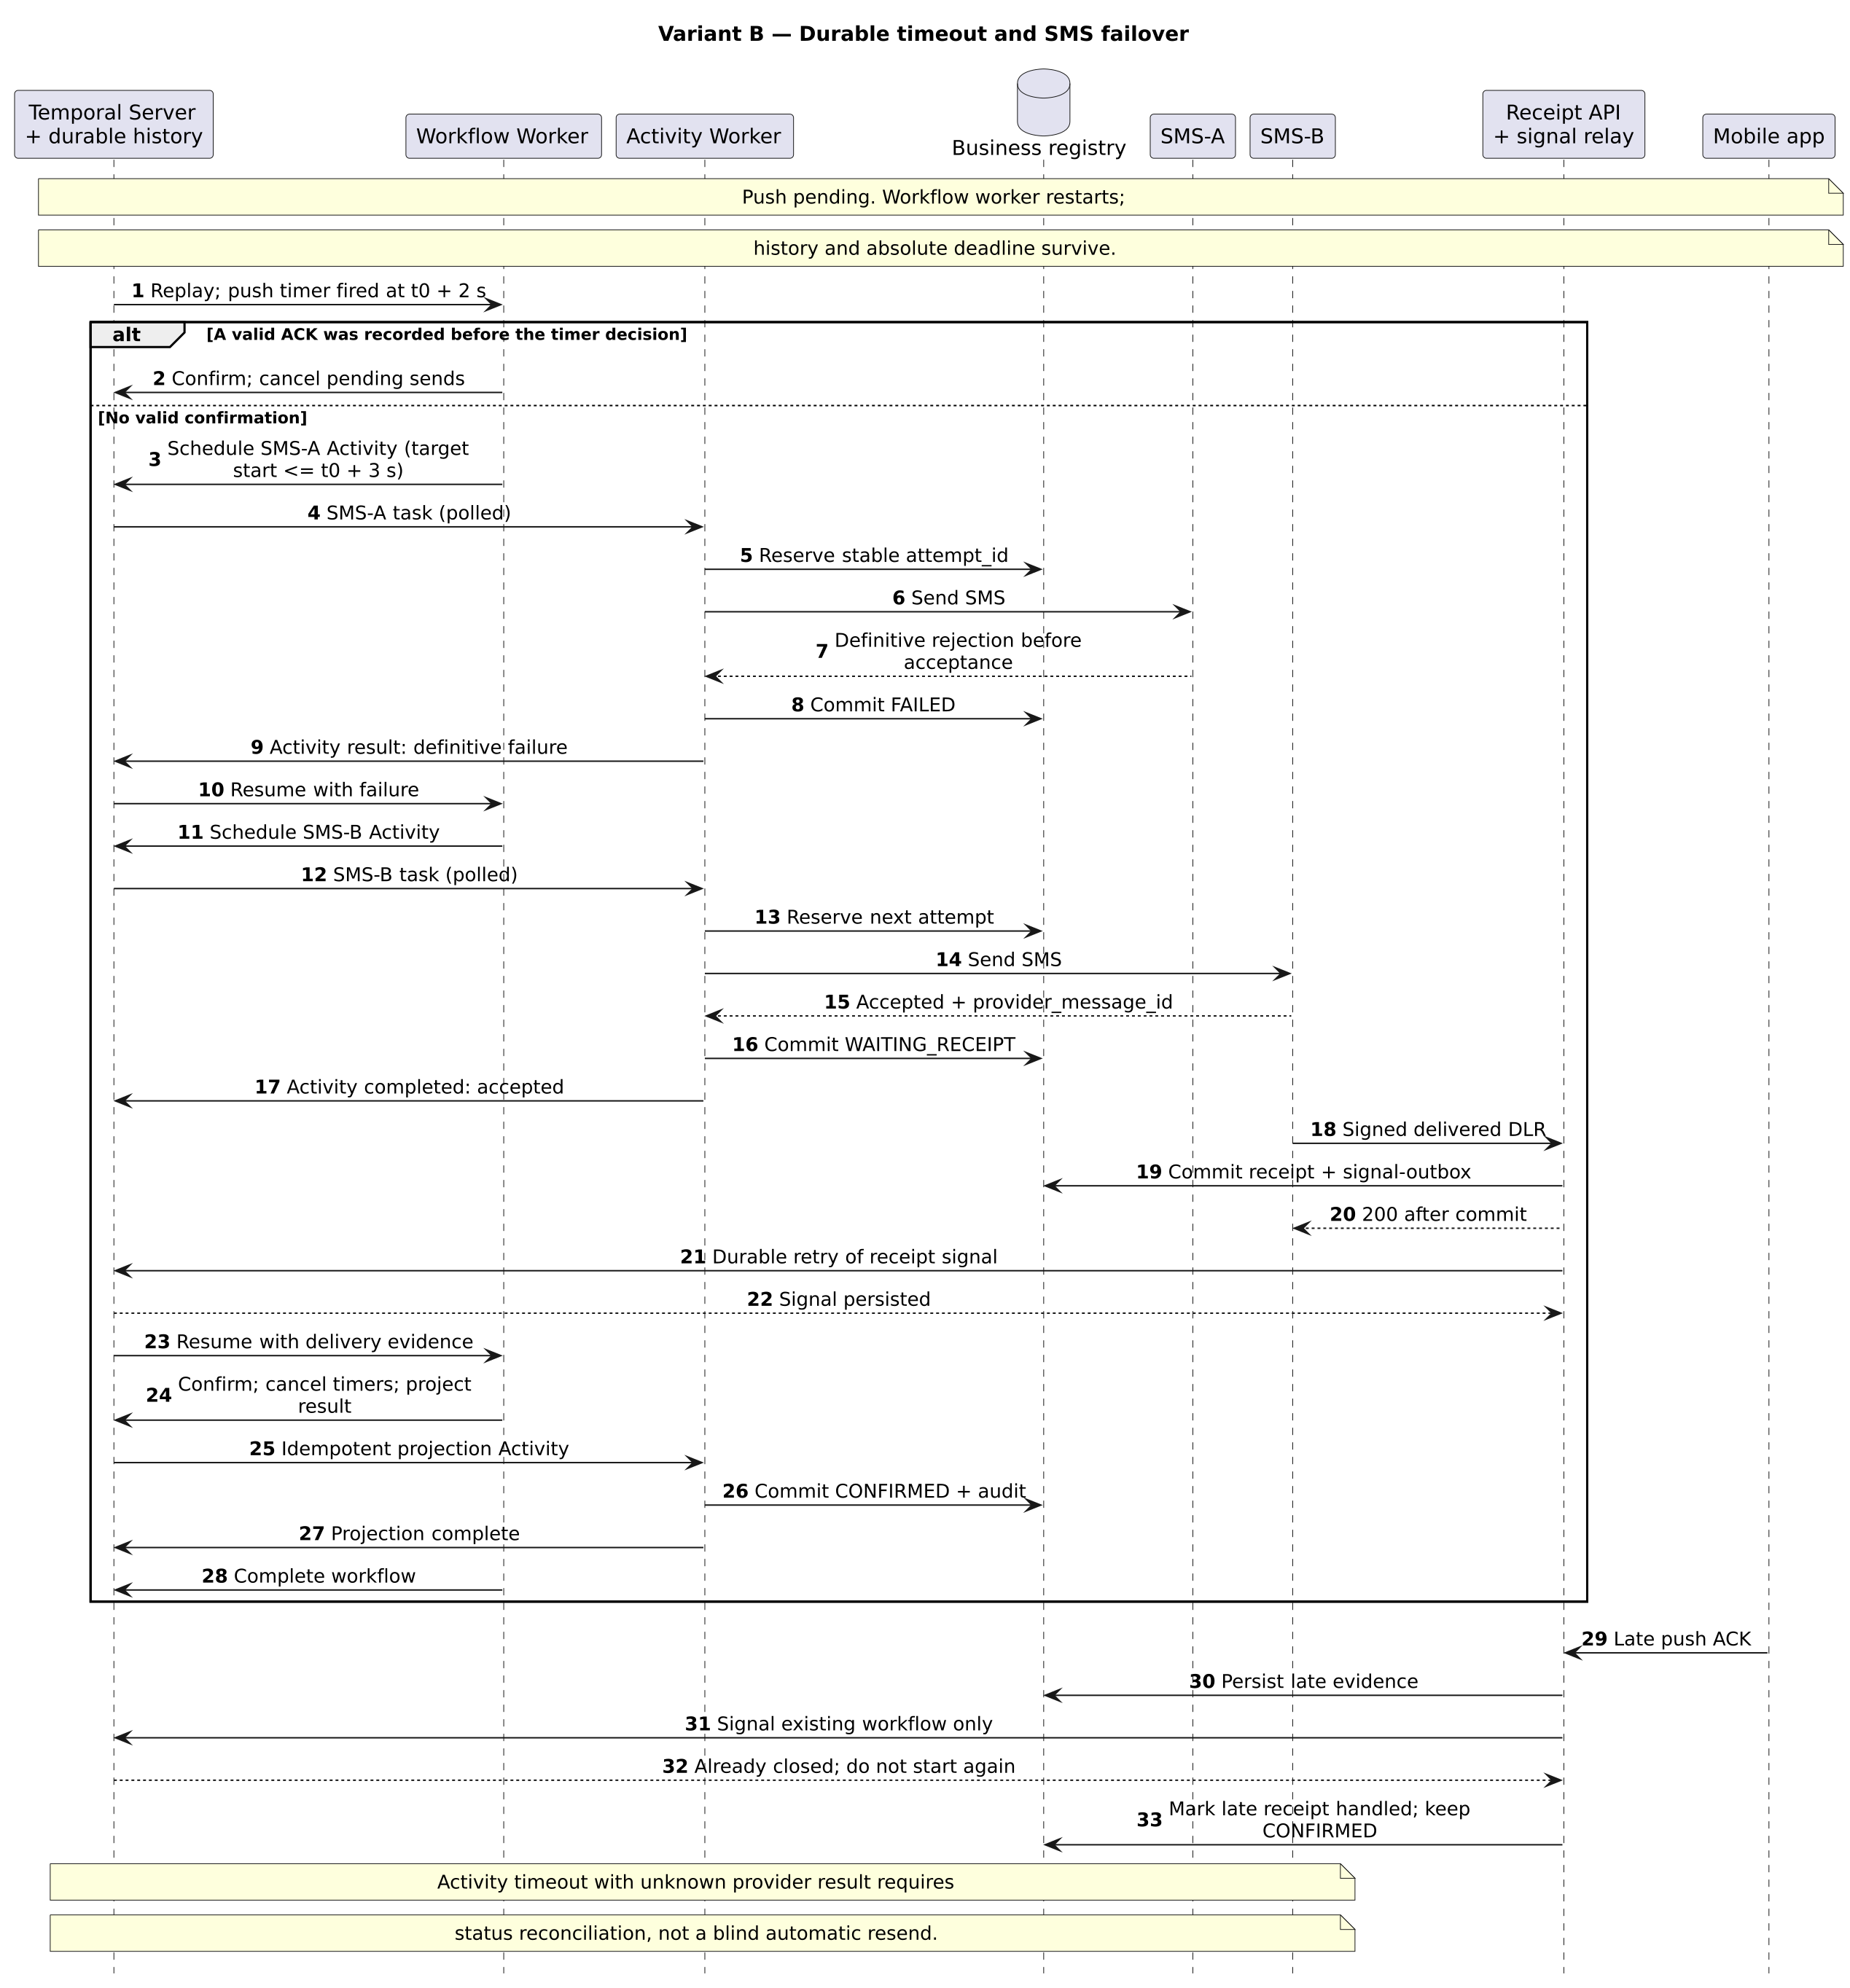 Variant B — Durable timeout and SMS failover
Temporal Server
+ durable history
Workflow Worker
Activity Worker
Business registry
SMS-A
SMS-B
Receipt API
+ signal relay
Mobile app
Push pending. Workflow worker restarts;
history and absolute deadline survive.
1 Replay; push timer fired at t0 + 2 s
alt [A valid ACK was recorded before the timer decision]
2 Confirm; cancel pending sends
[No valid confirmation]
3 Schedule SMS-A Activity (target
start <= t0 + 3 s)
4 SMS-A task (polled)
5 Reserve stable attempt_id
6 Send SMS
7 Definitive rejection before
acceptance
8 Commit FAILED
9 Activity result: definitive failure
10 Resume with failure
11 Schedule SMS-B Activity
12 SMS-B task (polled)
13 Reserve next attempt
14 Send SMS
15 Accepted + provider_message_id
16 Commit WAITING_RECEIPT
17 Activity completed: accepted
18 Signed delivered DLR
19 Commit receipt + signal-outbox
20 200 after commit
21 Durable retry of receipt signal
22 Signal persisted
23 Resume with delivery evidence
24 Confirm; cancel timers; project
result
25 Idempotent projection Activity
26 Commit CONFIRMED + audit
27 Projection complete
28 Complete workflow
29 Late push ACK
30 Persist late evidence
31 Signal existing workflow only
32 Already closed; do not start again
33 Mark late receipt handled; keep
CONFIRMED
Activity timeout with unknown provider result requires
status reconciliation, not a blind automatic resend.